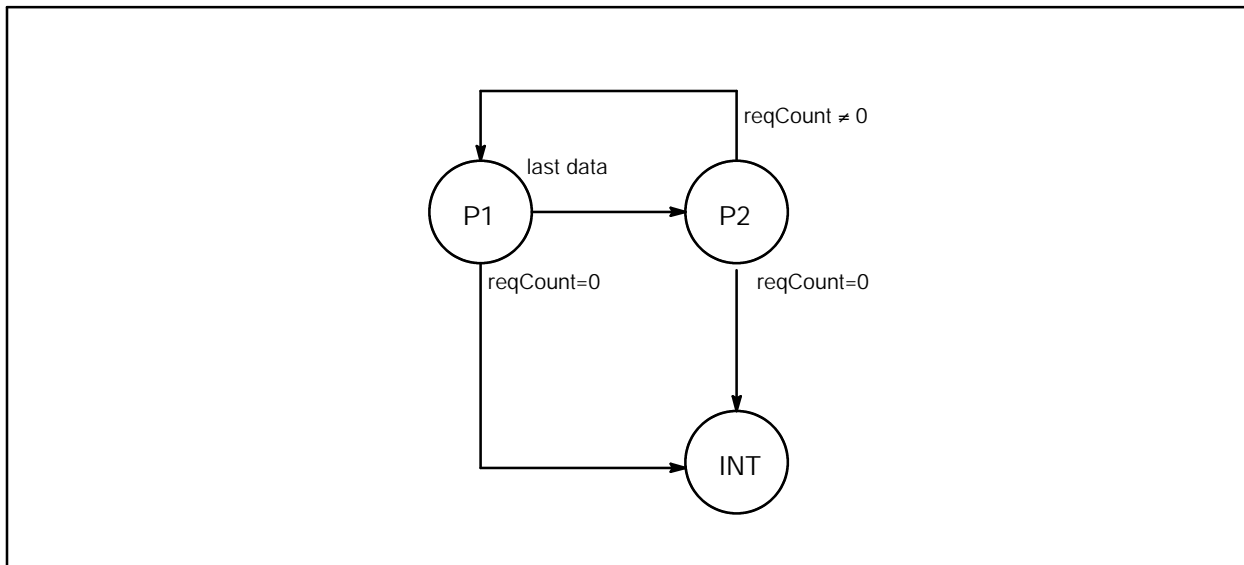 reqCount ≠ 0
last data
P1
P2
reqCount=0
reqCount=0
INT